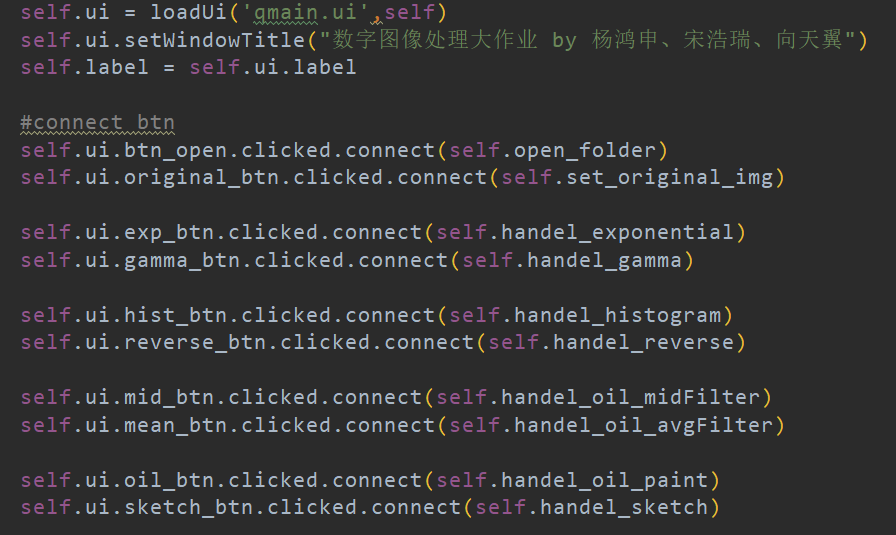 self.ui = loadUi('qmain.ui',self)
self.ui.setWindowTitle("数字图像处理大作业 by 杨鸿申、宋浩瑞、向天翼")
self.label = self.ui.label
#connect btn
self.ui.btn_open.clicked.connect(self.open_folder)
self.ui.original_btn.clicked.connect(self.set_original_img)
self.ui.exp_btn.clicked.connect(self.handel_exponential)
self.ui.gamma_btn.clicked.connect(self.handel_gamma)
self.ui.hist_btn.clicked.connect(self.handel_histogram)
self.ui.reverse_btn.clicked.connect(self.handel_reverse)
self.ui.mid_btn.clicked.connect(self.handel_oil_midFilter)
self.ui.mean_btn.clicked.connect(self.handel_oil_avgFilter)
self.ui.oil_btn.clicked.connect(self.handel_oil_paint)
self.ui.sketch_btn.clicked.connect(self.handel_sketch)